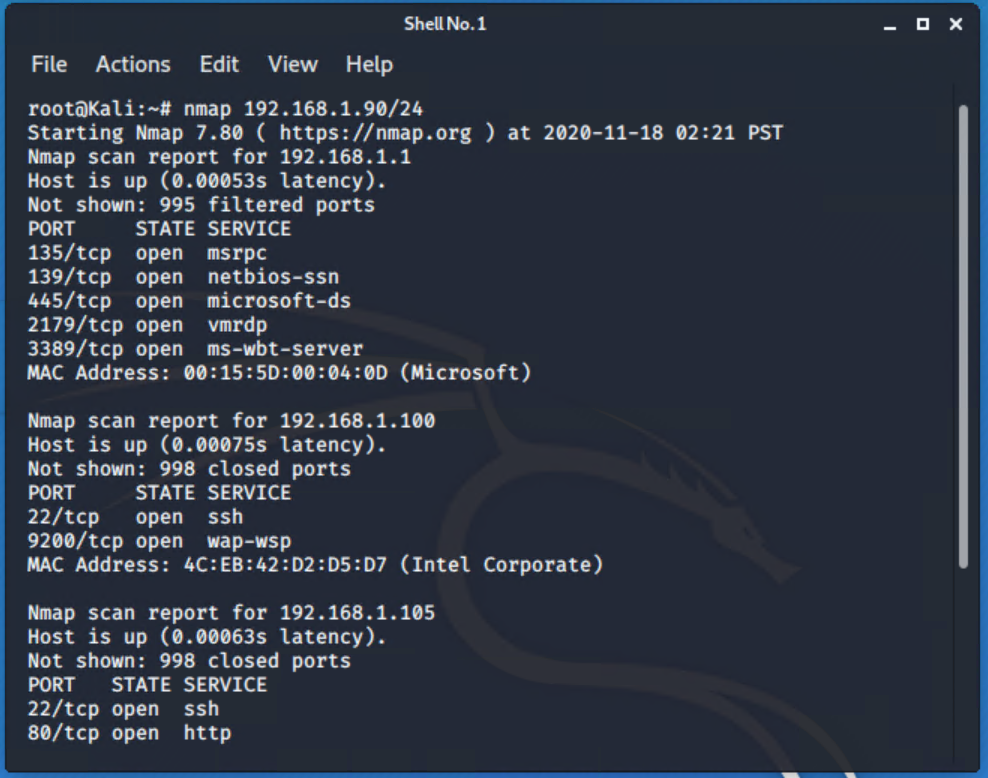 Shell No. 1
File Actions Edit View Help
root@Kali:~# nmap 192.168.1.90/24
Starting Nmap 7.80 ( https://nmap.org ) at 2020-11-18 02:21 PST
Nmap scan report for 192.168.1.1
Host is up (0.00053s latency).
Not shown: 995 filtered ports
PORT     STATE SERVICE
135/tcp  open  msrpc
139/tcp  open  netbios-ssn
445/tcp  open  microsoft-ds
2179/tcp open  vmrdp
3389/tcp open  ms-wbt-server
MAC Address: 00:15:5D:00:04:0D (Microsoft)

Nmap scan report for 192.168.1.100
Host is up (0.00075s latency).
Not shown: 998 closed ports
PORT     STATE SERVICE
22/tcp   open  ssh
9200/tcp open  wap-wsp
MAC Address: 4C:EB:42:D2:D5:D7 (Intel Corporate)

Nmap scan report for 192.168.1.105
Host is up (0.00063s latency).
Not shown: 998 closed ports
PORT   STATE SERVICE
22/tcp open  ssh
80/tcp open  http